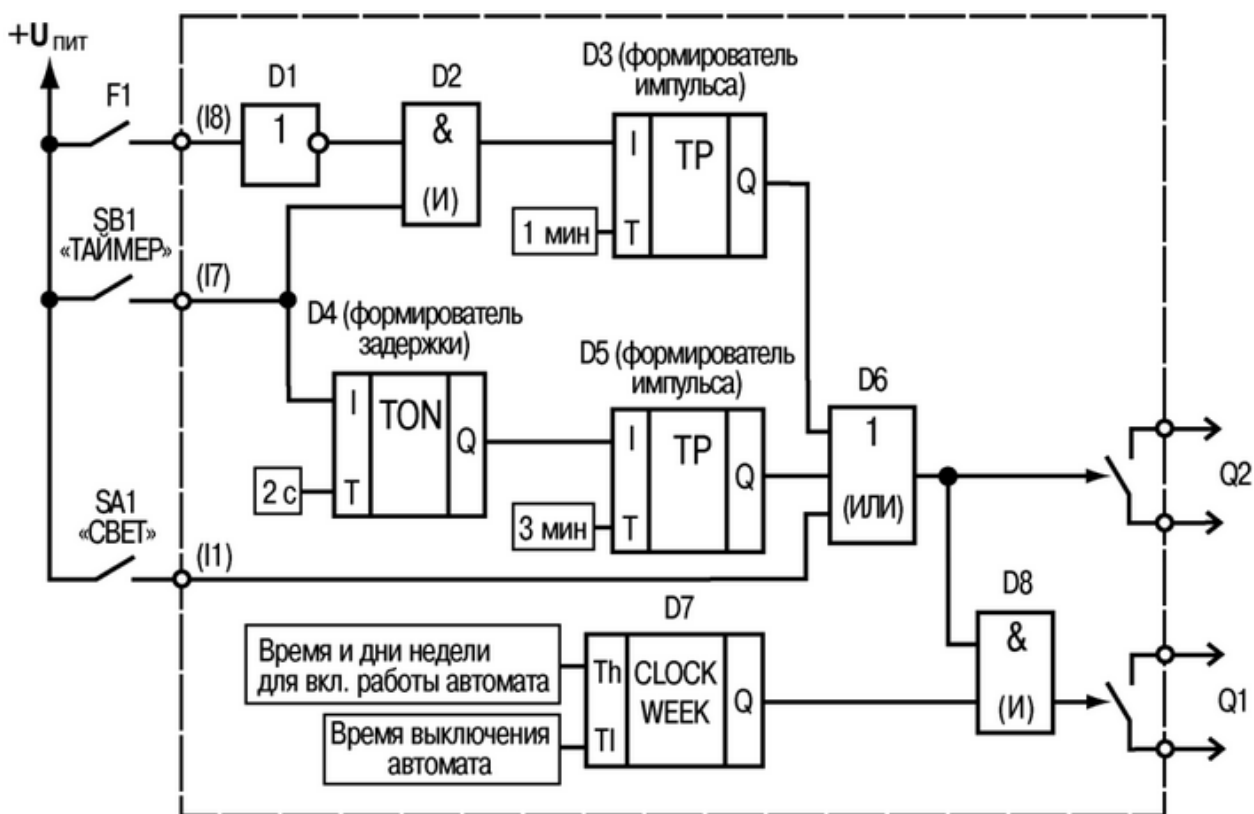 +Uпит
F1
(I8)
D1
1
D2
&
(И)
D3 (формирователь
импульса)
I
TP
Q
1 мин
T
SB1
«ТАЙМЕР»
(I7)
D4 (формирователь
задержки)
I
TON
Q
2 с
T
D5 (формирователь
импульса)
I
TP
Q
3 мин
T
D6
1
(ИЛИ)
Q2
SA1
«СВЕТ»
(I1)
D7
Время и дни недели
для вкл. работы автомата
Th
CLOCK
WEEK
Q
Время выключения
автомата
Tl
D8
&
(И)
Q1